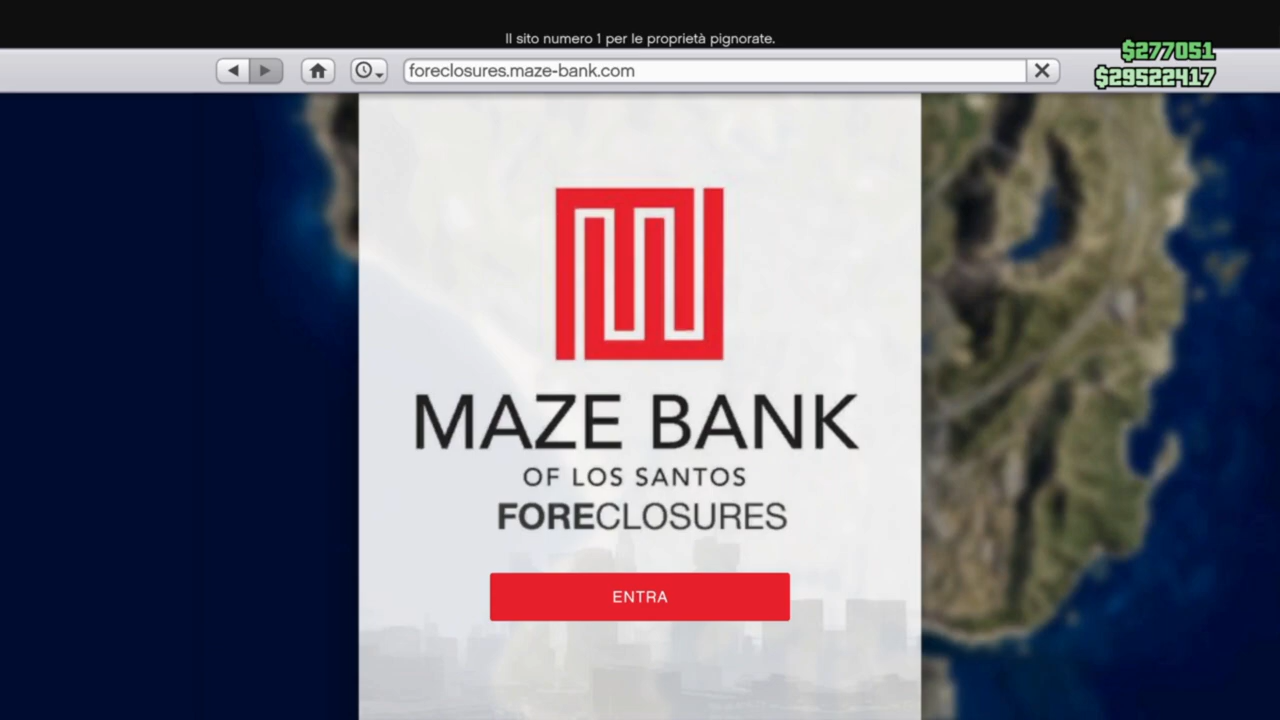 Il sito numero 1 per le proprietà pignorate.
foreclosures.maze-bank.com
$277051
$29522417
MAZE BANK
OF LOS SANTOS
FORECLOSURES
ENTRA